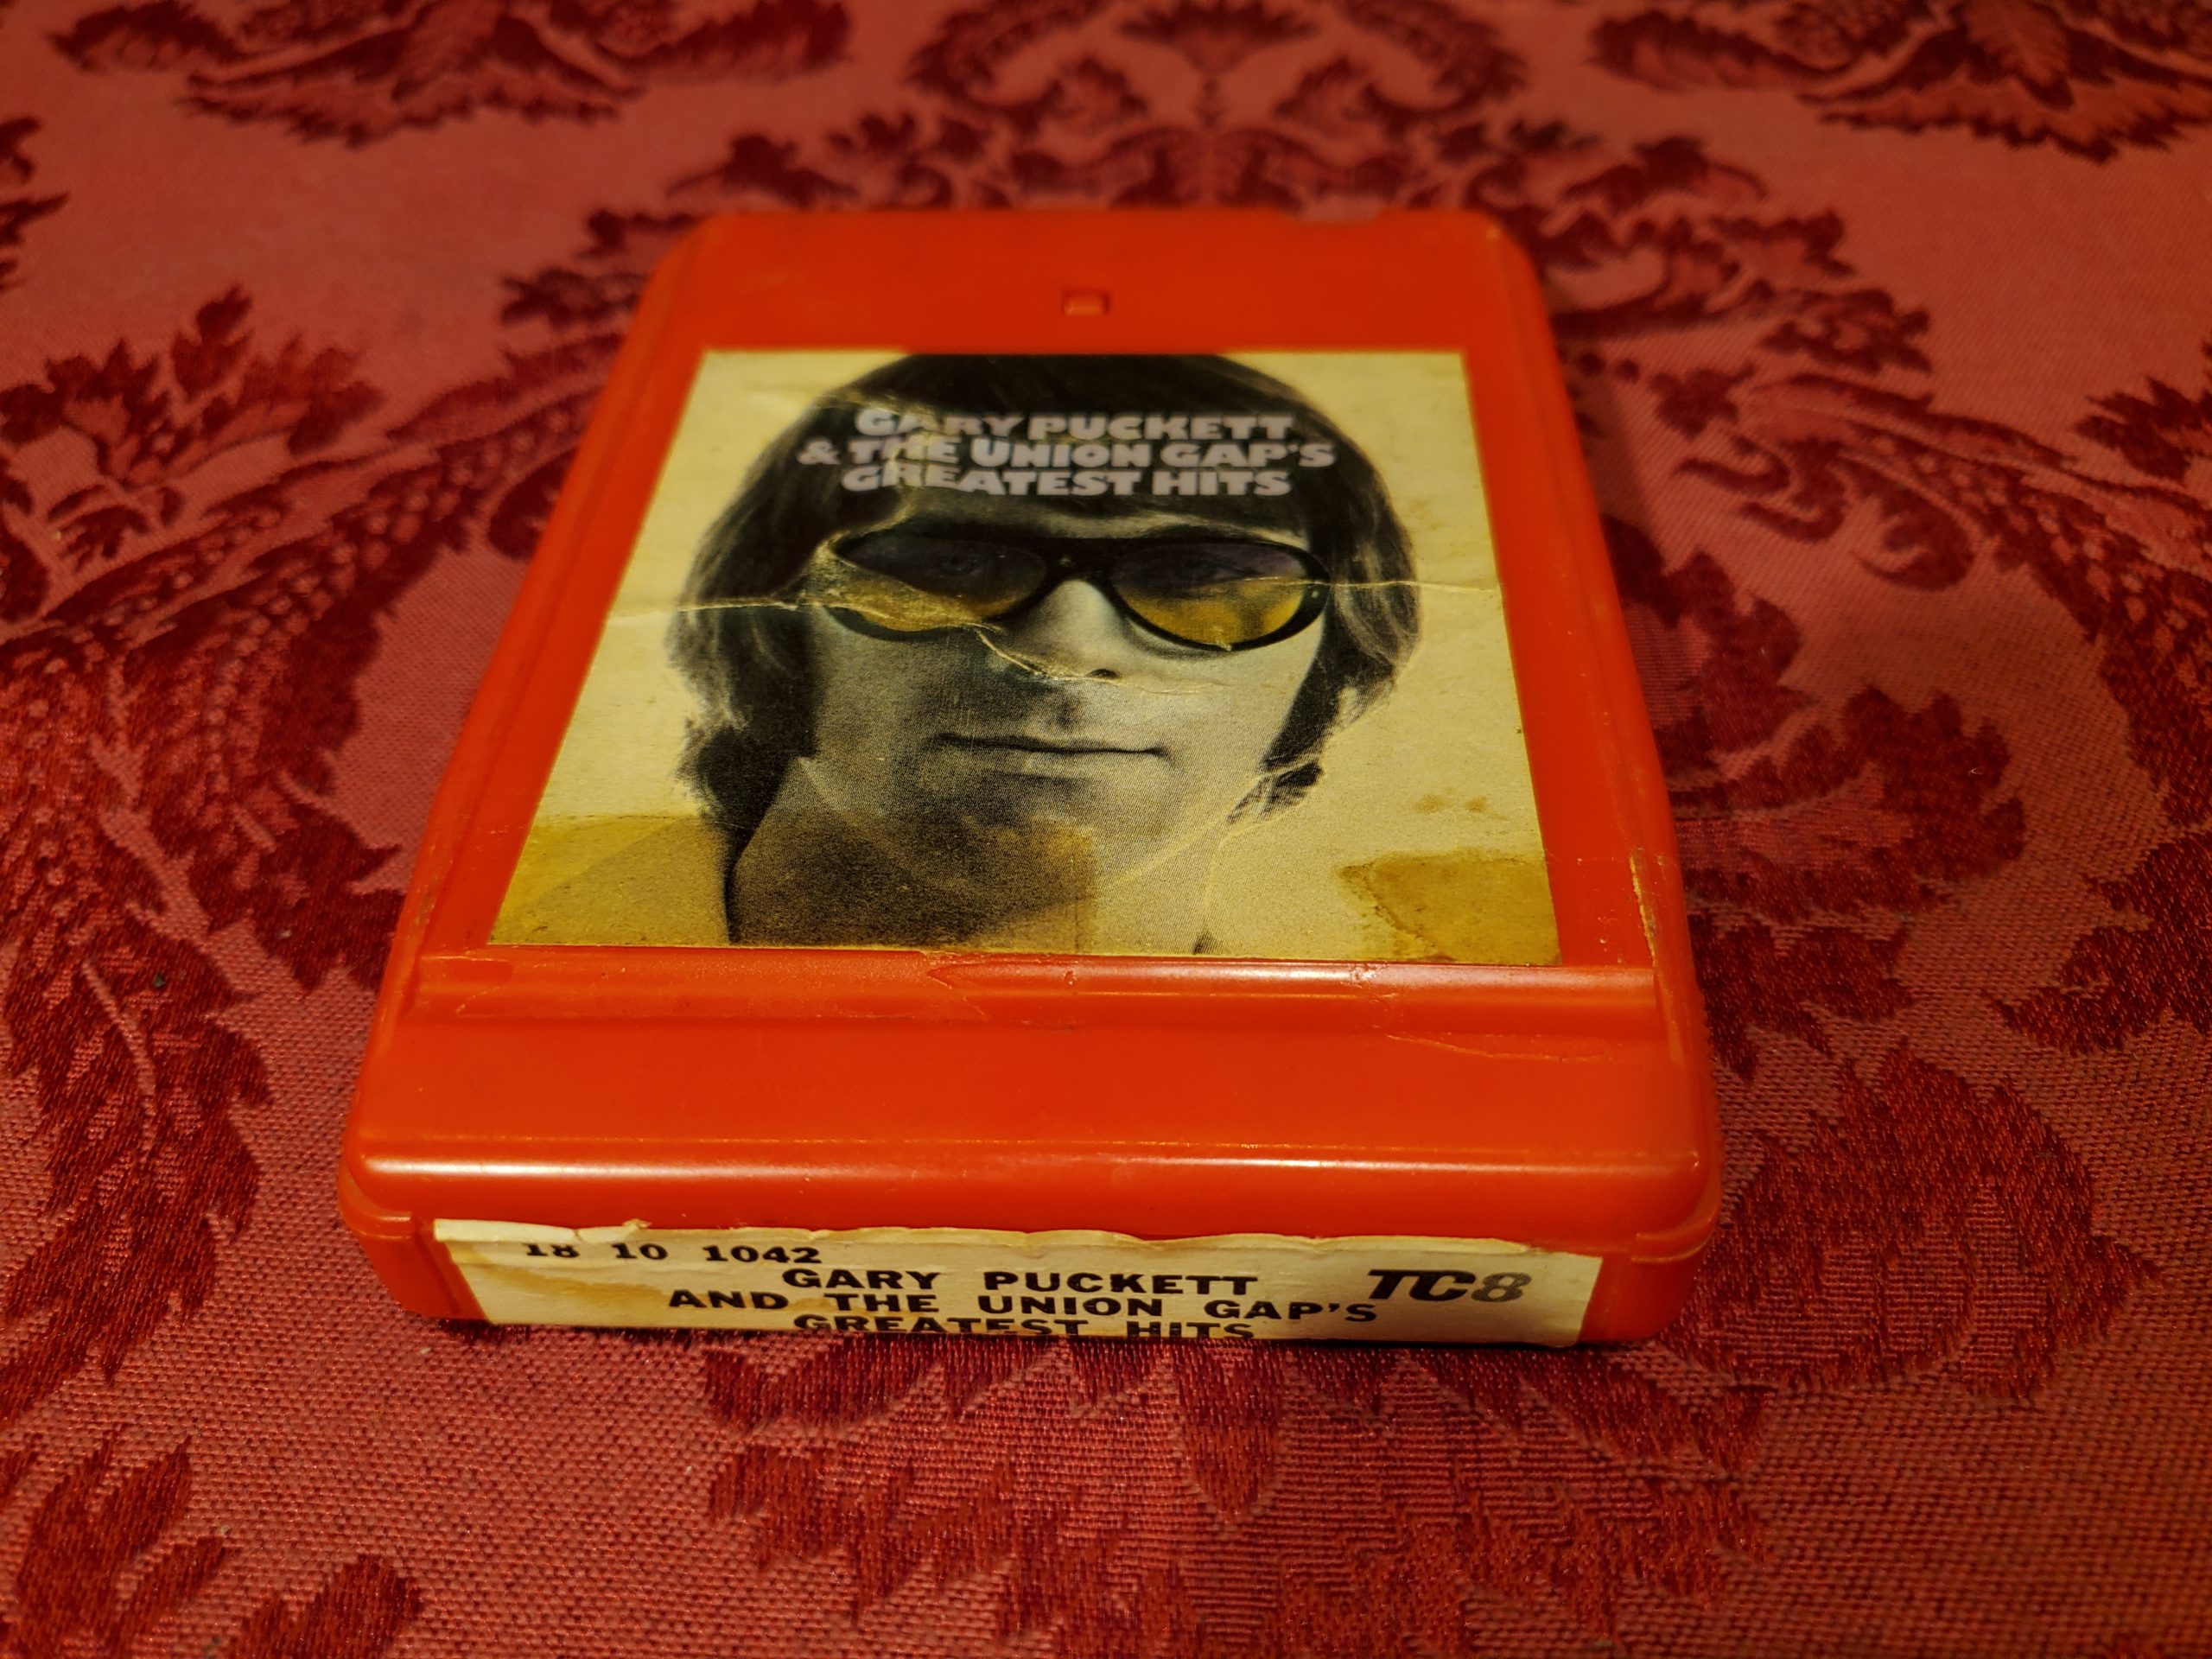 GARY PUCKETT
& THE UNION GAP'S
GREATEST HITS
18 10 1042
GARY PUCKETT
TC8
AND THE UNION GAP'S
GREATEST HITS